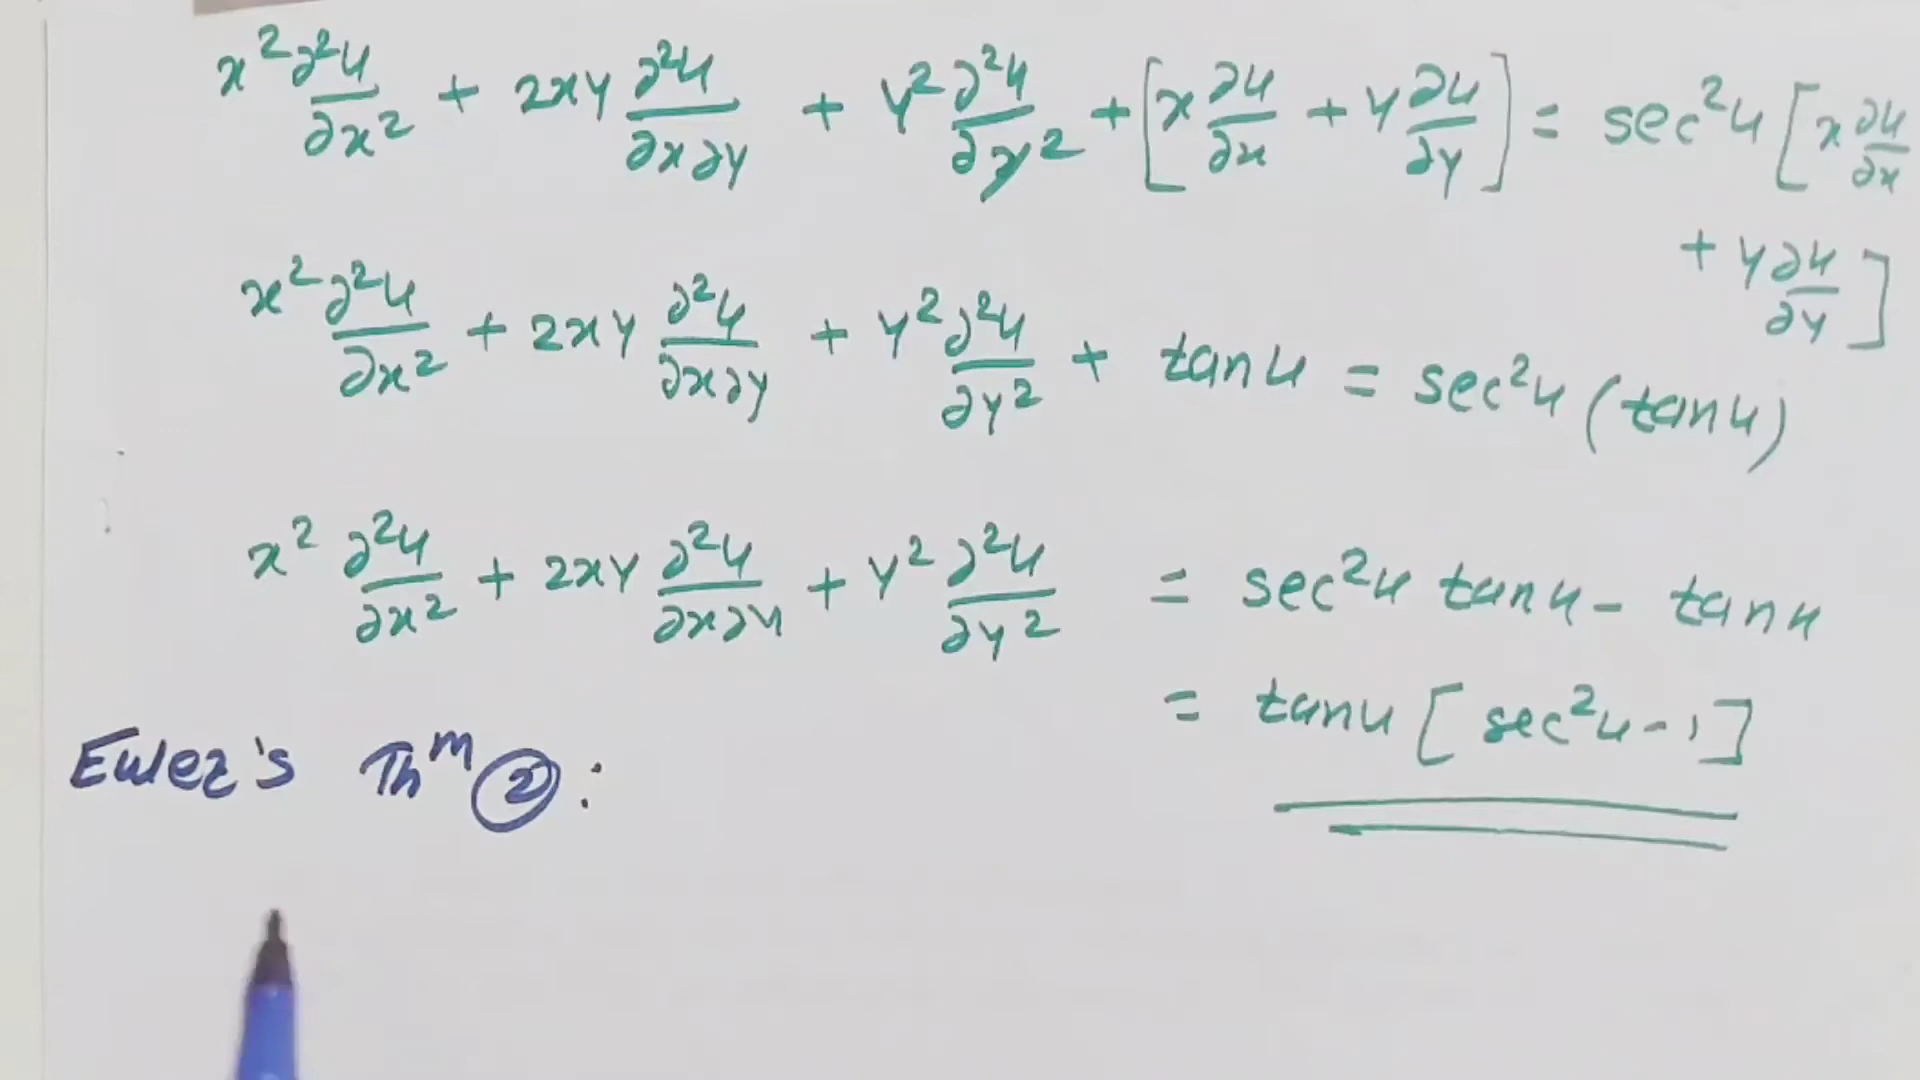 x² ∂²u/∂x² + 2xy ∂²u/∂x∂y + y² ∂²u/∂y² + [x ∂u/∂x + y ∂u/∂y] = sec²u [x ∂u/∂x
+ y ∂u/∂y]
x² ∂²u/∂x² + 2xy ∂²u/∂x∂y + y² ∂²u/∂y² + tanu = sec²u (tanu)
x² ∂²u/∂x² + 2xy ∂²u/∂x∂y + y² ∂²u/∂y² = sec²u tanu - tanu
= tanu [sec²u-1]
Euler's Thᵐ ②: